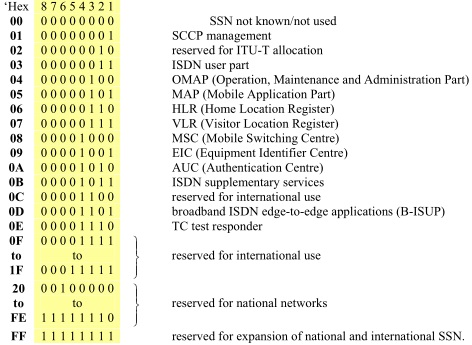 ‘Hex 8 7 6 5 4 3 2 1
00 0 0 0 0 0 0 0 0 SSN not known/not used
01 0 0 0 0 0 0 0 1 SCCP management
02 0 0 0 0 0 0 1 0 reserved for ITU-T allocation
03 0 0 0 0 0 0 1 1 ISDN user part
04 0 0 0 0 0 1 0 0 OMAP (Operation, Maintenance and Administration Part)
05 0 0 0 0 0 1 0 1 MAP (Mobile Application Part)
06 0 0 0 0 0 1 1 0 HLR (Home Location Register)
07 0 0 0 0 0 1 1 1 VLR (Visitor Location Register)
08 0 0 0 0 1 0 0 0 MSC (Mobile Switching Centre)
09 0 0 0 0 1 0 0 1 EIC (Equipment Identifier Centre)
0A 0 0 0 0 1 0 1 0 AUC (Authentication Centre)
0B 0 0 0 0 1 0 1 1 ISDN supplementary services
0C 0 0 0 0 1 1 0 0 reserved for international use
0D 0 0 0 0 1 1 0 1 broadband ISDN edge-to-edge applications (B-ISUP)
0E 0 0 0 0 1 1 1 0 TC test responder
0F 0 0 0 0 1 1 1 1
to to reserved for international use
1F 0 0 0 1 1 1 1 1
20 0 0 1 0 0 0 0 0
to to reserved for national networks
FE 1 1 1 1 1 1 1 0
FF 1 1 1 1 1 1 1 1 reserved for expansion of national and international SSN.